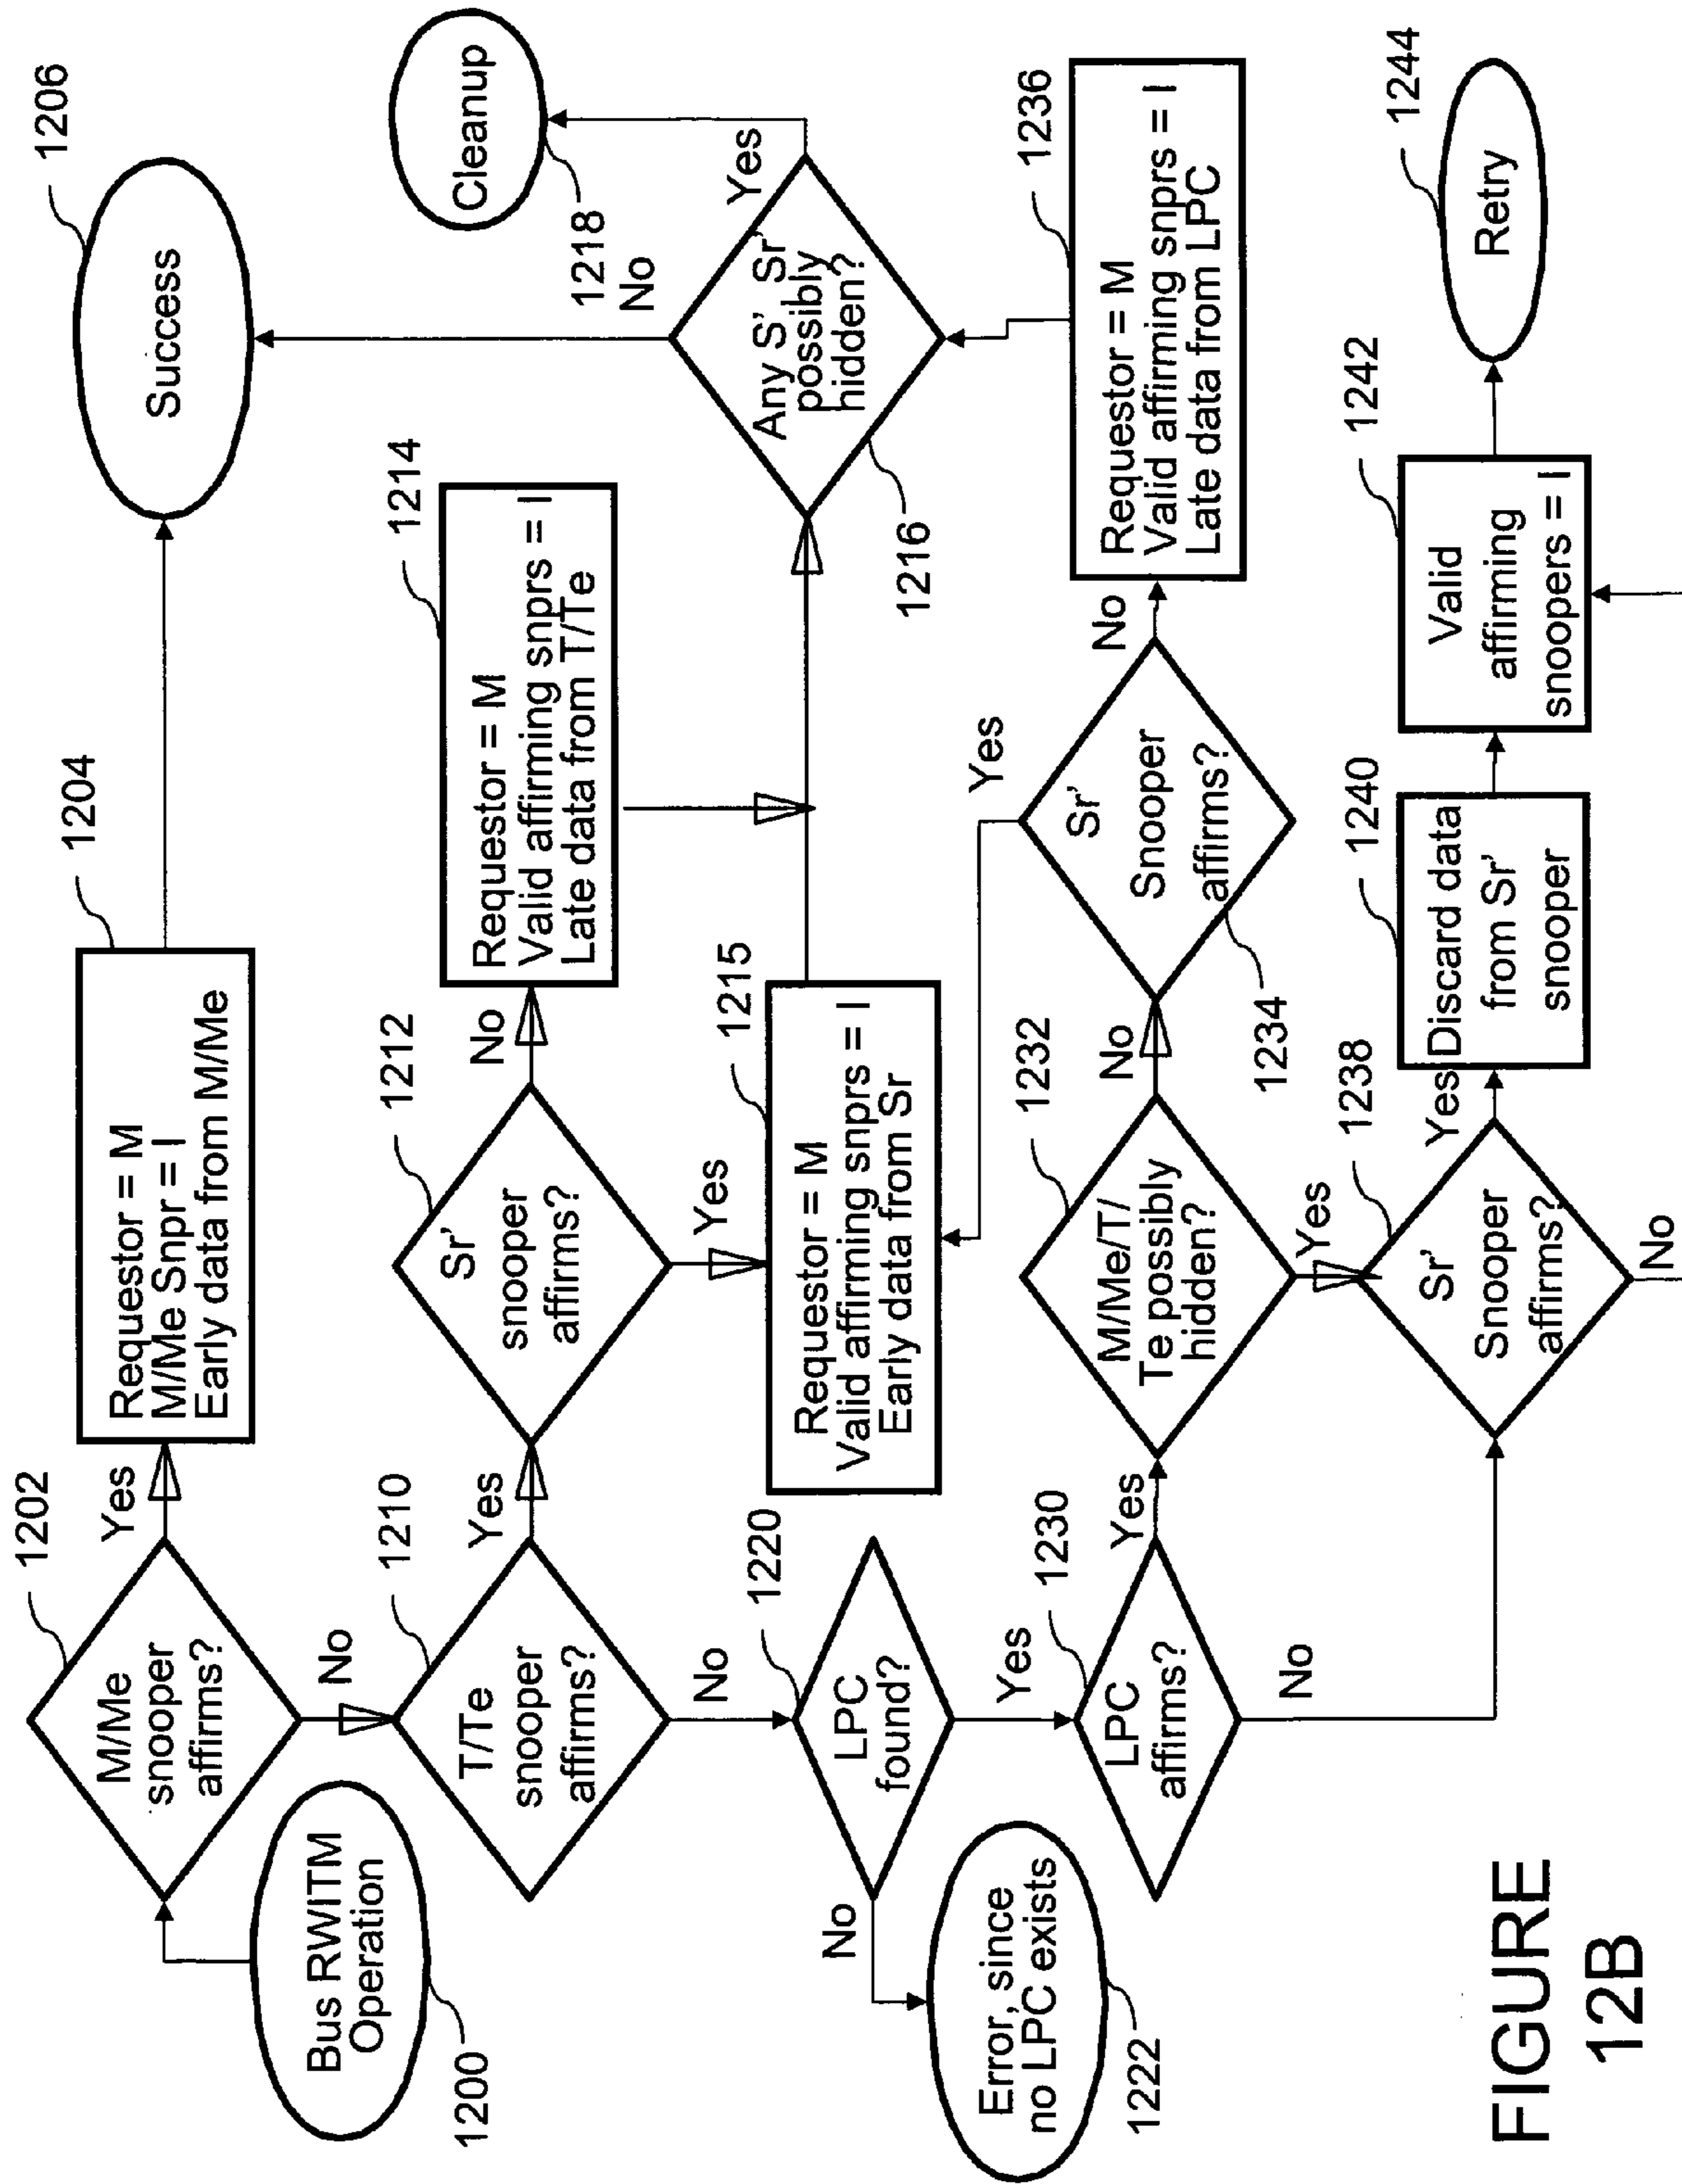 1200
Bus RWITM
Operation
1202
M/Me
snooper
affirms?
Yes
No
1204
Requestor = M
M/Me Snpr = I
Early data from M/Me
1206
Success
1210
T/Te
snooper
affirms?
Yes
No
1212
Sr'
snooper
affirms?
No
Yes
1214
Requestor = M
Valid affirming snprs = I
Late data from T/Te
1215
Requestor = M
Valid affirming snprs = I
Early data from Sr
1216
Any S' Sr'
possibly
hidden?
No
Yes
1218
Cleanup
1220
LPC
found?
No
Yes
1222
Error, since
no LPC exists
1230
LPC
affirms?
Yes
No
1232
M/Me/T/
Te possibly
hidden?
No
Yes
1234
Sr'
Snooper
affirms?
Yes
No
1236
Requestor = M
Valid affirming snprs = I
Late data from LPC
1238
Sr'
Snooper
affirms?
Yes
No
1240
Discard data
from Sr'
snooper
1242
Valid
affirming
snoopers = I
1244
Retry
FIGURE
12B